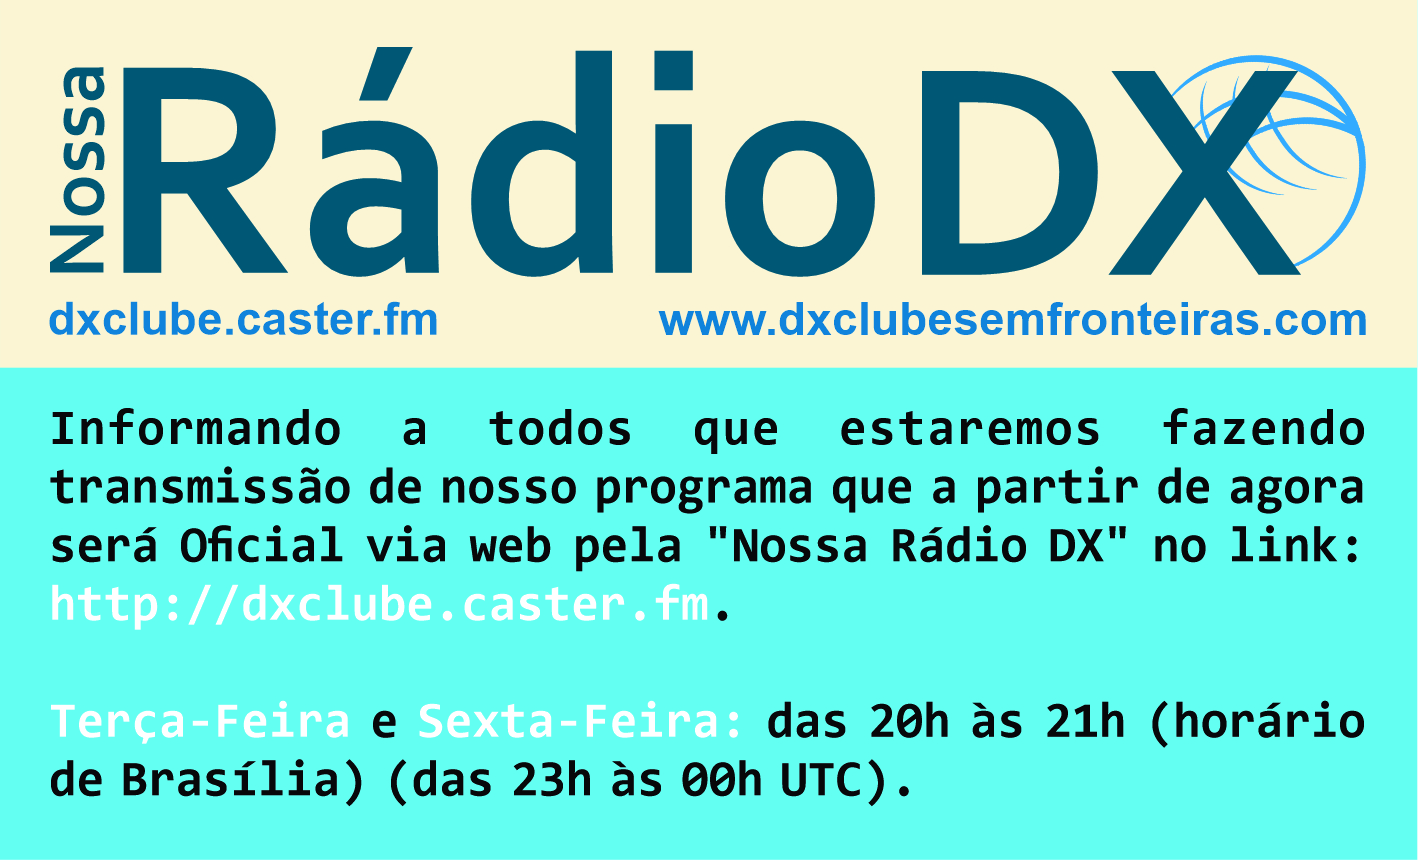 Nossa
Rádio DX
dxclube.caster.fm www.dxclubesemfronteiras.com
Informando a todos que estaremos fazendo
transmissão de nosso programa que a partir de agora
será Oficial via web pela "Nossa Rádio DX" no link:
http://dxclube.caster.fm.
Terça-Feira e Sexta-Feira: das 20h às 21h (horário
de Brasília) (das 23h às 00h UTC).